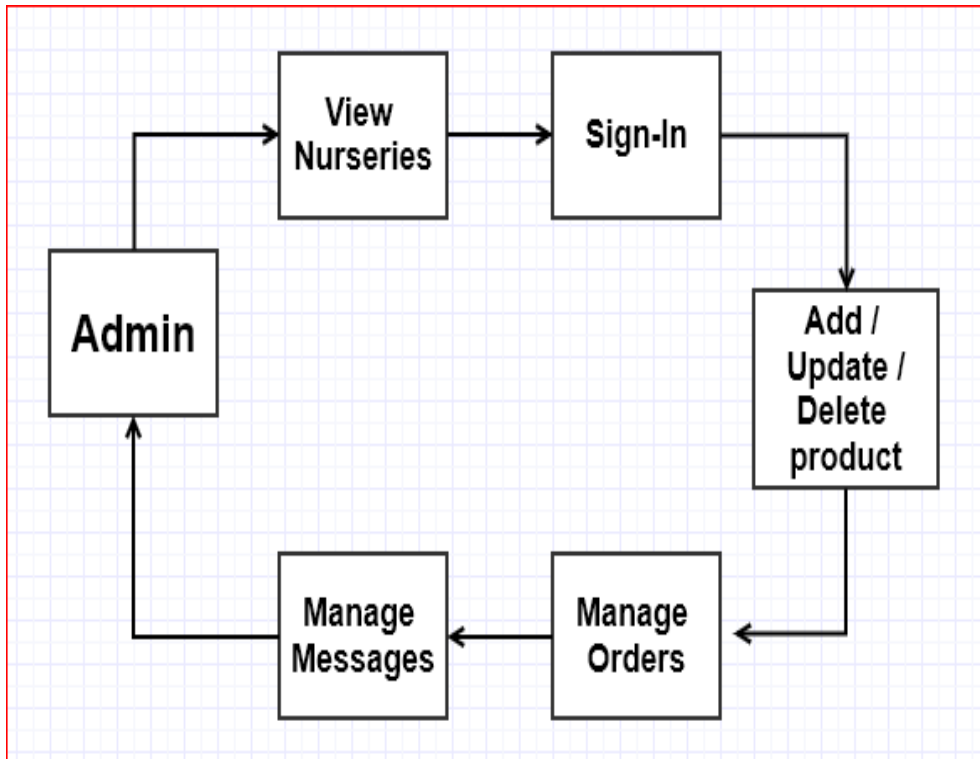 View
Nurseries
Sign-In
Admin
Add /
Update /
Delete
product
Manage
Messages
Manage
Orders